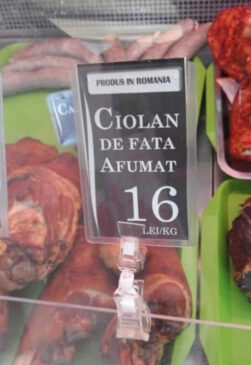 PRODUS IN ROMANIA
CIOLAN
DE FATA
AFUMAT
16
LEI/KG